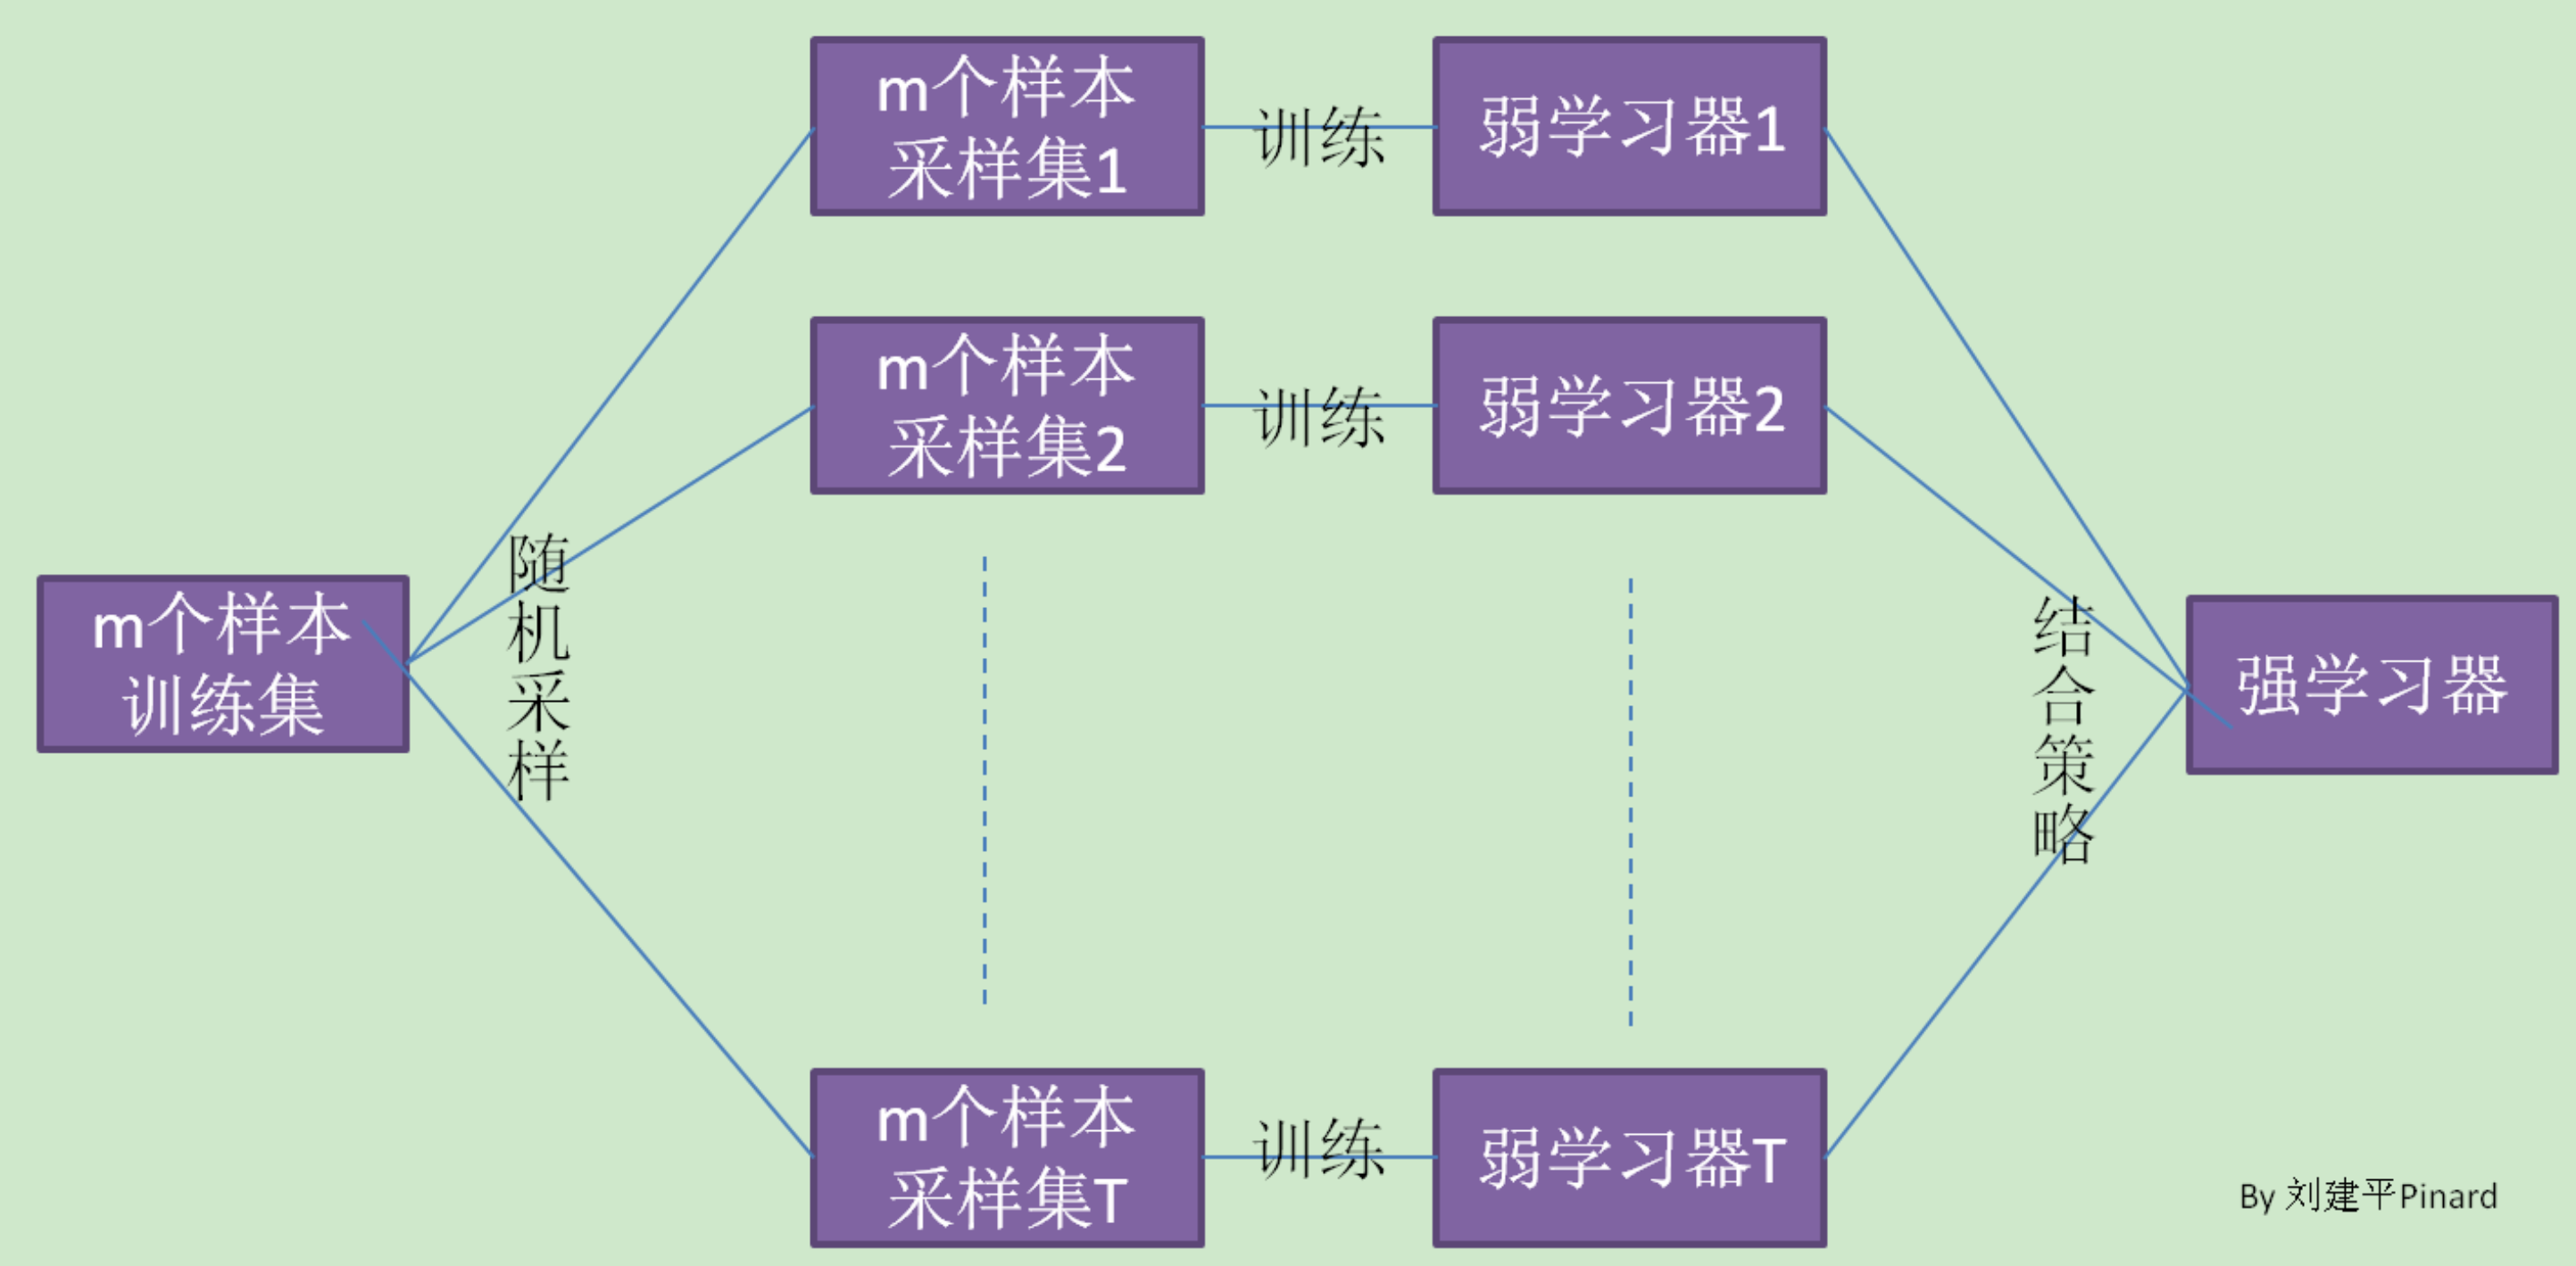 m个样本
采样集1
训练
弱学习器1
m个样本
采样集2
训练
弱学习器2
m个样本
训练集
随机采样
结合策略
强学习器
m个样本
采样集T
训练
弱学习器T
By 刘建平Pinard